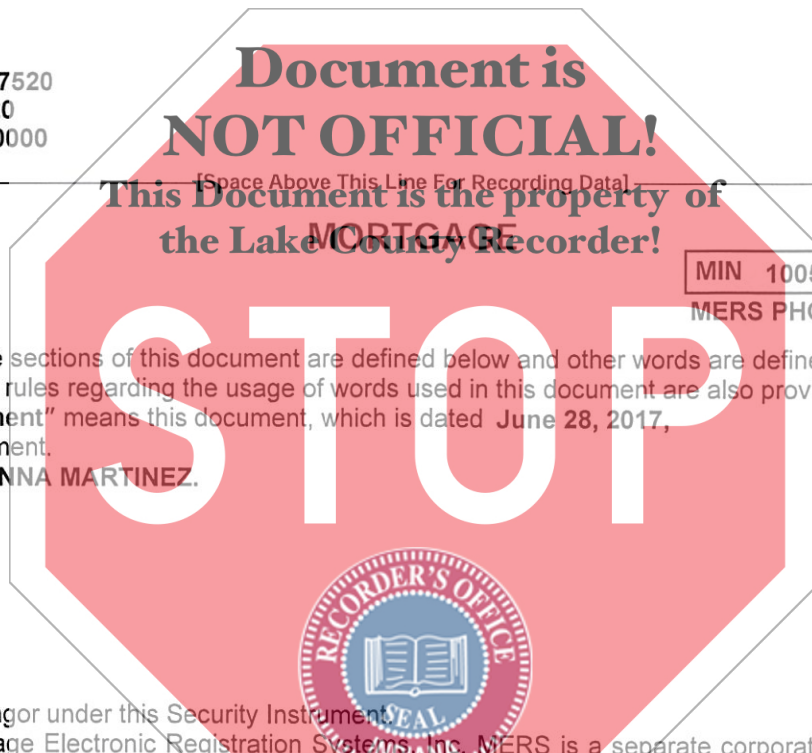 7520
0
0000
Document is
NOT OFFICIAL!
[Space Above This Line For Recording Data]
This Document is the property of
MORTGAGE
the Lake County Recorder!
MIN 1005
MERS PHO
STOP
e sections of this document are defined below and other words are define
rules regarding the usage of words used in this document are also prov
ent" means this document, which is dated June 28, 2017,
ment.
NNA MARTINEZ.
RECORDER'S OFFICE
SEAL
gor under this Security Instrument.
age Electronic Registration Systems, Inc. MERS is a separate corporat